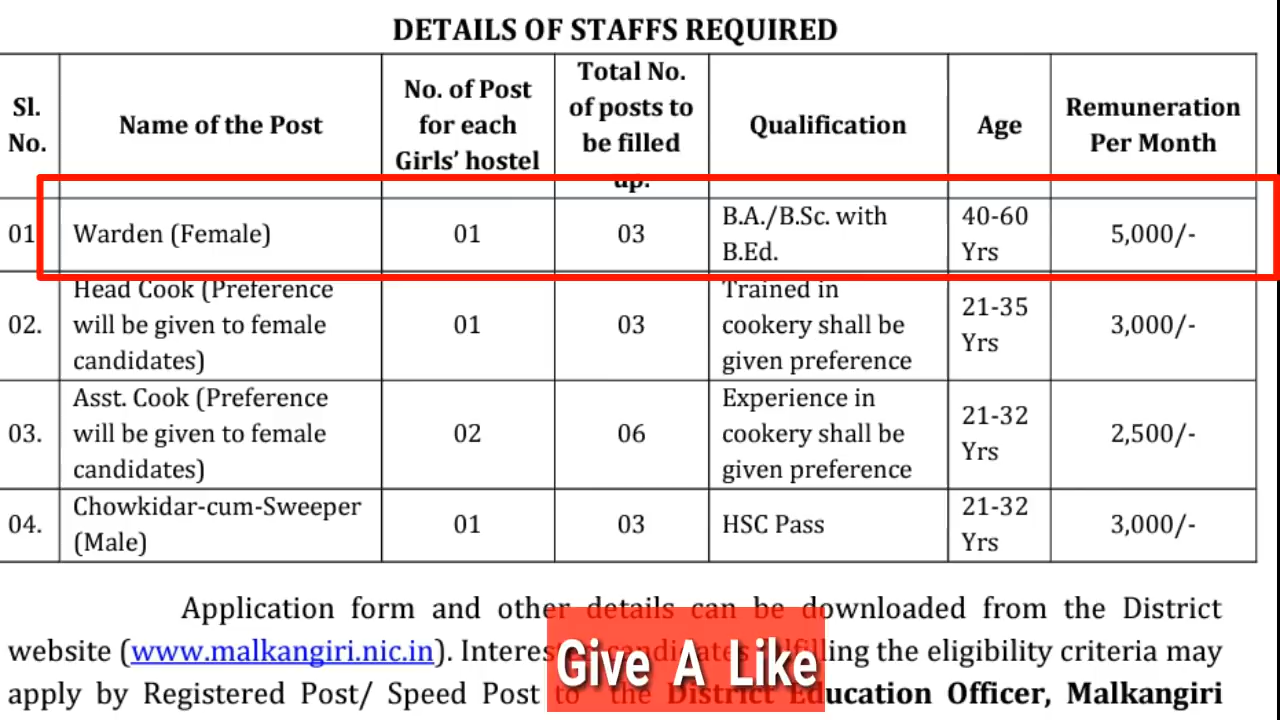 DETAILS OF STAFFS REQUIRED
Sl. No. | Name of the Post | No. of Post for each Girls' hostel | Total No. of posts to be filled up. | Qualification | Age | Remuneration Per Month
01 | Warden (Female) | 01 | 03 | B.A./B.Sc. with B.Ed. | 40-60 Yrs | 5,000/-
02. | Head Cook (Preference will be given to female candidates) | 01 | 03 | Trained in cookery shall be given preference | 21-35 Yrs | 3,000/-
03. | Asst. Cook (Preference will be given to female candidates) | 02 | 06 | Experience in cookery shall be given preference | 21-32 Yrs | 2,500/-
04. | Chowkidar-cum-Sweeper (Male) | 01 | 03 | HSC Pass | 21-32 Yrs | 3,000/-
Application form and other details can be downloaded from the District
website (www.malkangiri.nic.in). Interested candidates fulfilling the eligibility criteria may
apply by Registered Post/ Speed Post to the District Education Officer, Malkangiri
Give A Like